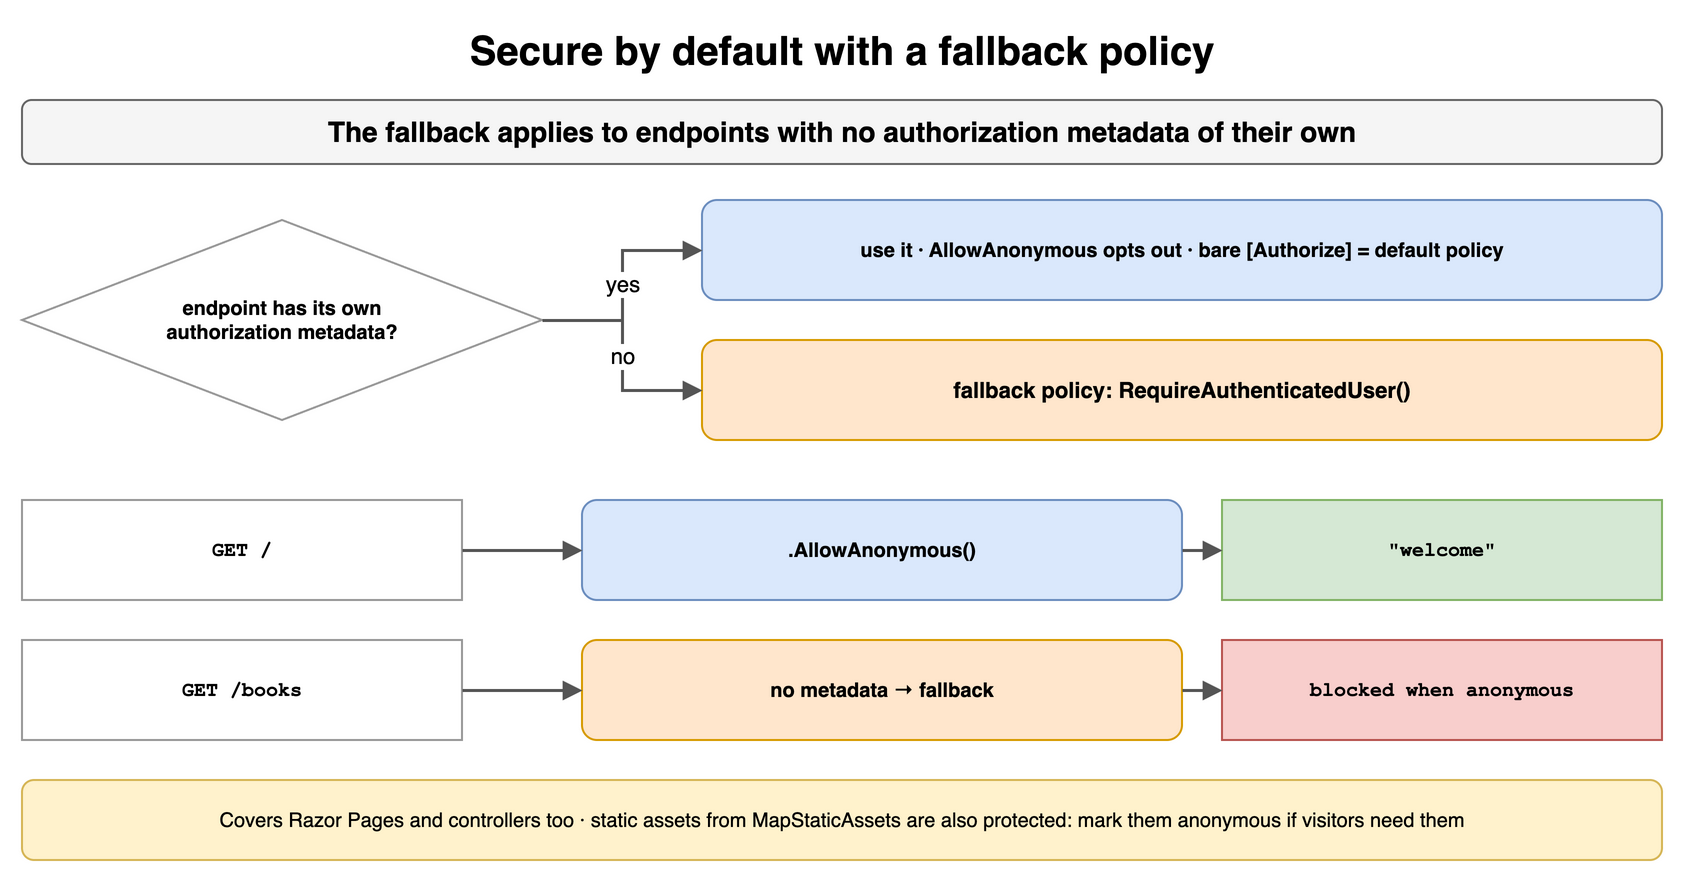 Secure by default with a fallback policy
The fallback applies to endpoints with no authorization metadata of their own
endpoint has its own
authorization metadata?
yes
use it · AllowAnonymous opts out · bare [Authorize] = default policy
no
fallback policy: RequireAuthenticatedUser()
GET /
.AllowAnonymous()
"welcome"
GET /books
no metadata → fallback
blocked when anonymous
Covers Razor Pages and controllers too · static assets from MapStaticAssets are also protected: mark them anonymous if visitors need them